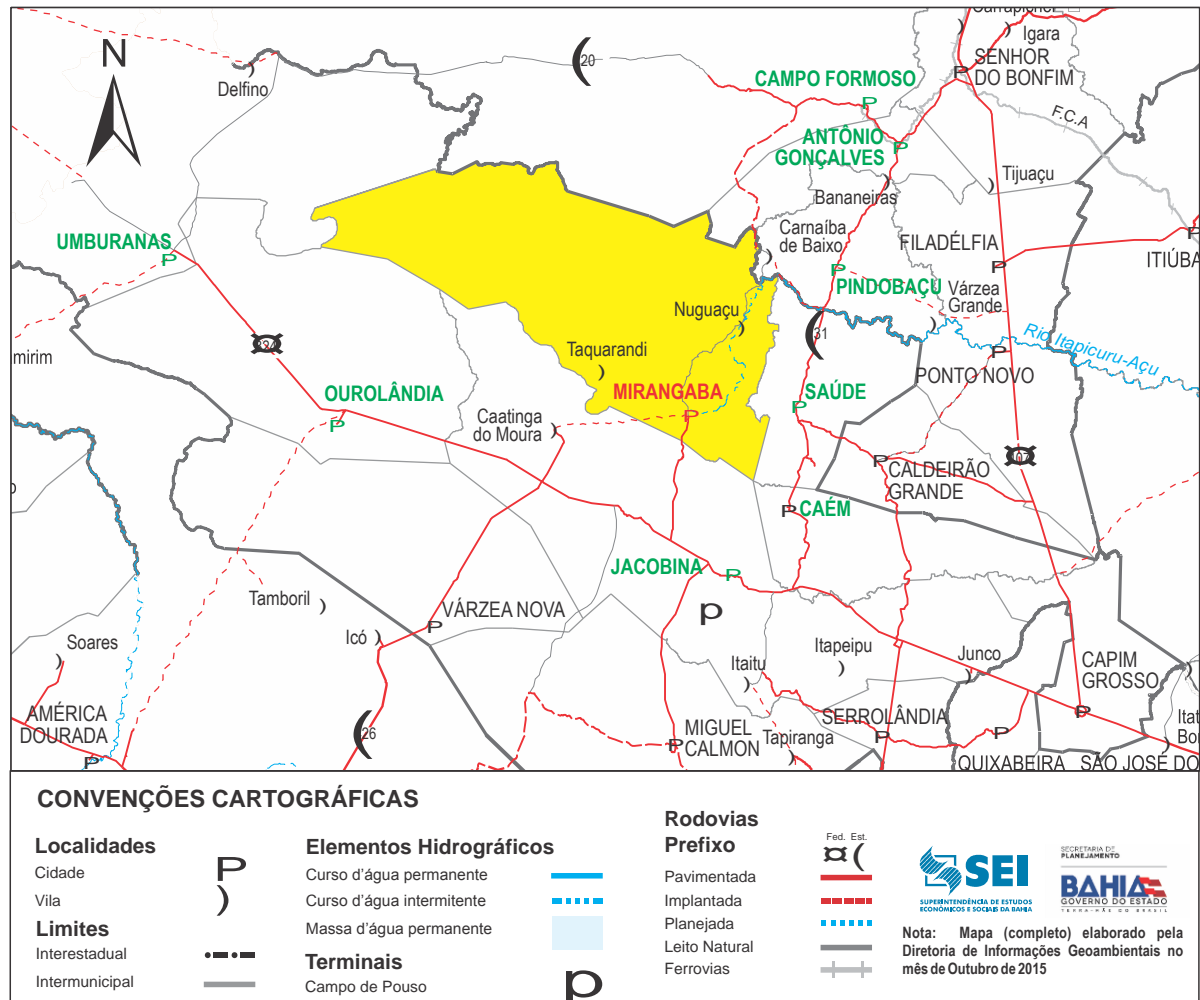 Igara
20
SENHOR
DO BONFIM
N
Delfino
CAMPO FORMOSO
F.C.A
ANTÔNIO
GONÇALVES
Tijuaçu
Bananeiras
UMBURANAS
Carnaíba
de Baixo
FILADÉLFIA
ITIÚBA
PINDOBAÇU
Várzea
Grande
Nuguaçu
31
Rio Itapicuru-Açu
mirim
Taquarandi
PONTO NOVO
OUROLÂNDIA
MIRANGABA
SAÚDE
Caatinga
do Moura
CALDEIRÃO
GRANDE
CAÉM
JACOBINA
Tamboril
VÁRZEA NOVA
p
Icó
Soares
Itaitu
Itapeipu
Junco
CAPIM
GROSSO
AMÉRICA
DOURADA
26
MIGUEL
CALMON
SERROLÂNDIA
Tapiranga
QUIXABEIRA
SÃO JOSÉ DO
CONVENÇÕES CARTOGRÁFICAS
Localidades
Cidade P
Vila )
Limites
Interestadual
Intermunicipal
Elementos Hidrográficos
Curso d’água permanente
Curso d’água intermitente
Massa d’água permanente
Terminais
Campo de Pouso p
Rodovias
Prefixo
Fed. Est.
¤ (
Pavimentada
Implantada
Planejada
Leito Natural
Ferrovias
SEI
SUPERINTENDÊNCIA DE ESTUDOS
ECONÔMICOS E SOCIAIS DA BAHIA
SECRETARIA DE
PLANEJAMENTO
BAHIA
GOVERNO DO ESTADO
TERRA-MÃE DO BRASIL
Nota: Mapa (completo) elaborado pela
Diretoria de Informações Geoambientais no
mês de Outubro de 2015